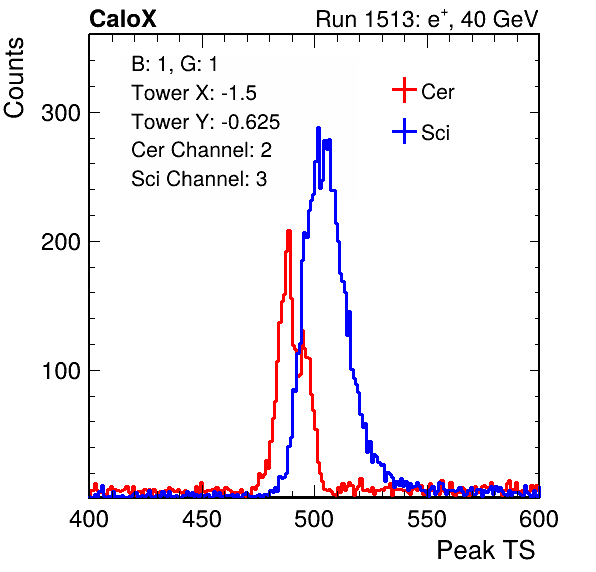 CaloX Run 1513: e⁺, 40 GeV
Counts
B: 1, G: 1
Tower X: -1.5
Tower Y: -0.625
Cer Channel: 2
Sci Channel: 3
Cer
Sci
300
200
100
400 450 500 550 600
Peak TS